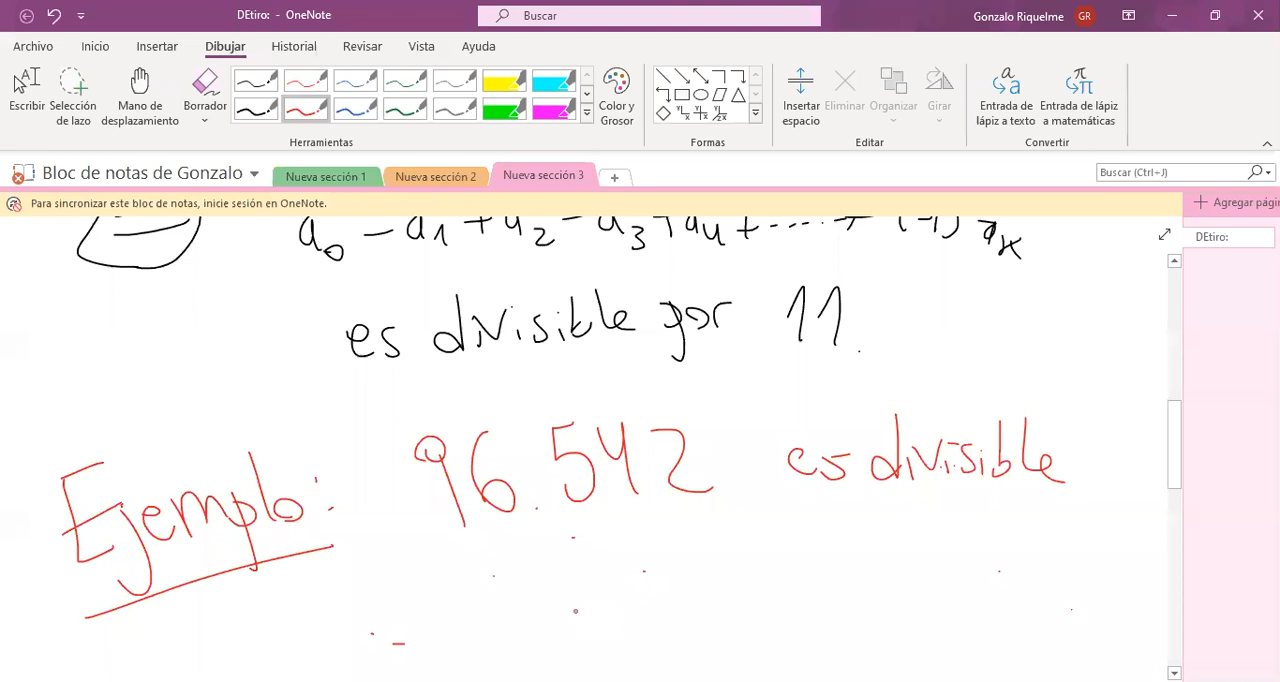 DEtiro: - OneNote
Buscar
Gonzalo Riquelme
GR
Archivo Inicio Insertar Dibujar Historial Revisar Vista Ayuda
Escribir
Selección de lazo
Mano de desplazamiento
Borrador
Color y Grosor
Insertar espacio
Eliminar
Organizar
Girar
Entrada de lápiz a texto
Entrada de lápiz a matemáticas
Herramientas Formas Editar Convertir
Bloc de notas de Gonzalo
Nueva sección 1
Nueva sección 2
Nueva sección 3
Buscar (Ctrl+J)
Para sincronizar este bloc de notas, inicie sesión en OneNote.
Agregar págin
DEtiro:
a0 - a1 + a2 - a3 + a4 + ...... + (-1) ax
es divisible por 11.
Ejemplo: 96.542 es divisible